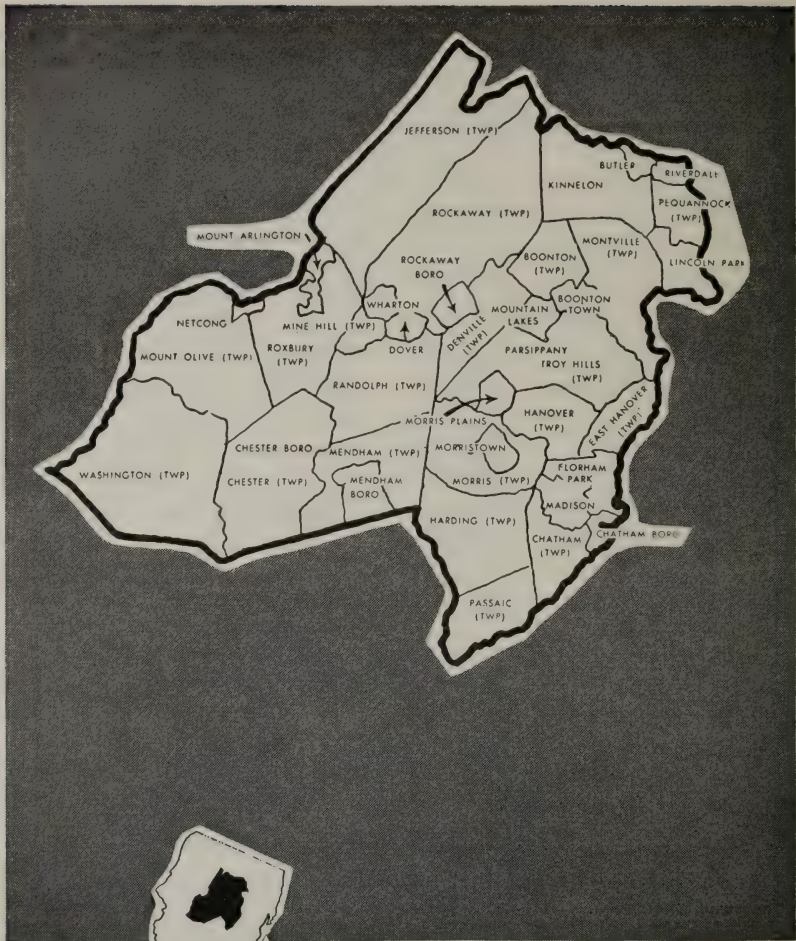 JEFFERSON (TWP)
BUTLER
RIVERDALE
KINNELON
PEQUANNOCK
(TWP)
ROCKAWAY (TWP)
MOUNT ARLINGTON
MONTVILLE
(TWP)
ROCKAWAY
BORO
BOONTON
(TWP)
LINCOLN PARK
WHARTON
BOONTON
TOWN
MOUNTAIN
LAKES
NETCONG
MINE HILL (TWP)
DENVILLE
(TWP)
DOVER
ROXBURY
(TWP)
MOUNT OLIVE (TWP)
PARSIPPANY
TROY HILLS
(TWP)
RANDOLPH (TWP)
EAST HANOVER
(TWP)
HANOVER
(TWP)
MORRIS PLAINS
CHESTER BORO
MENDHAM (TWP)
MORRISTOWN
WASHINGTON (TWP)
CHESTER (TWP)
MENDHAM
BORO
MORRIS (TWP)
FLORHAM
PARK
MADISON
HARDING (TWP)
CHATHAM
(TWP)
CHATHAM BORO
PASSAIC
(TWP)